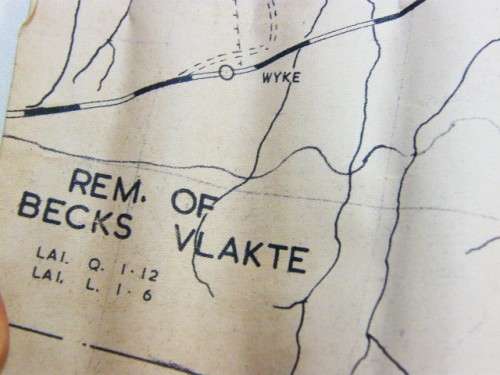 WYKE
REM. OF
BECKS VLAKTE
LAI. Q. 1·12
LAI. L. 1·6